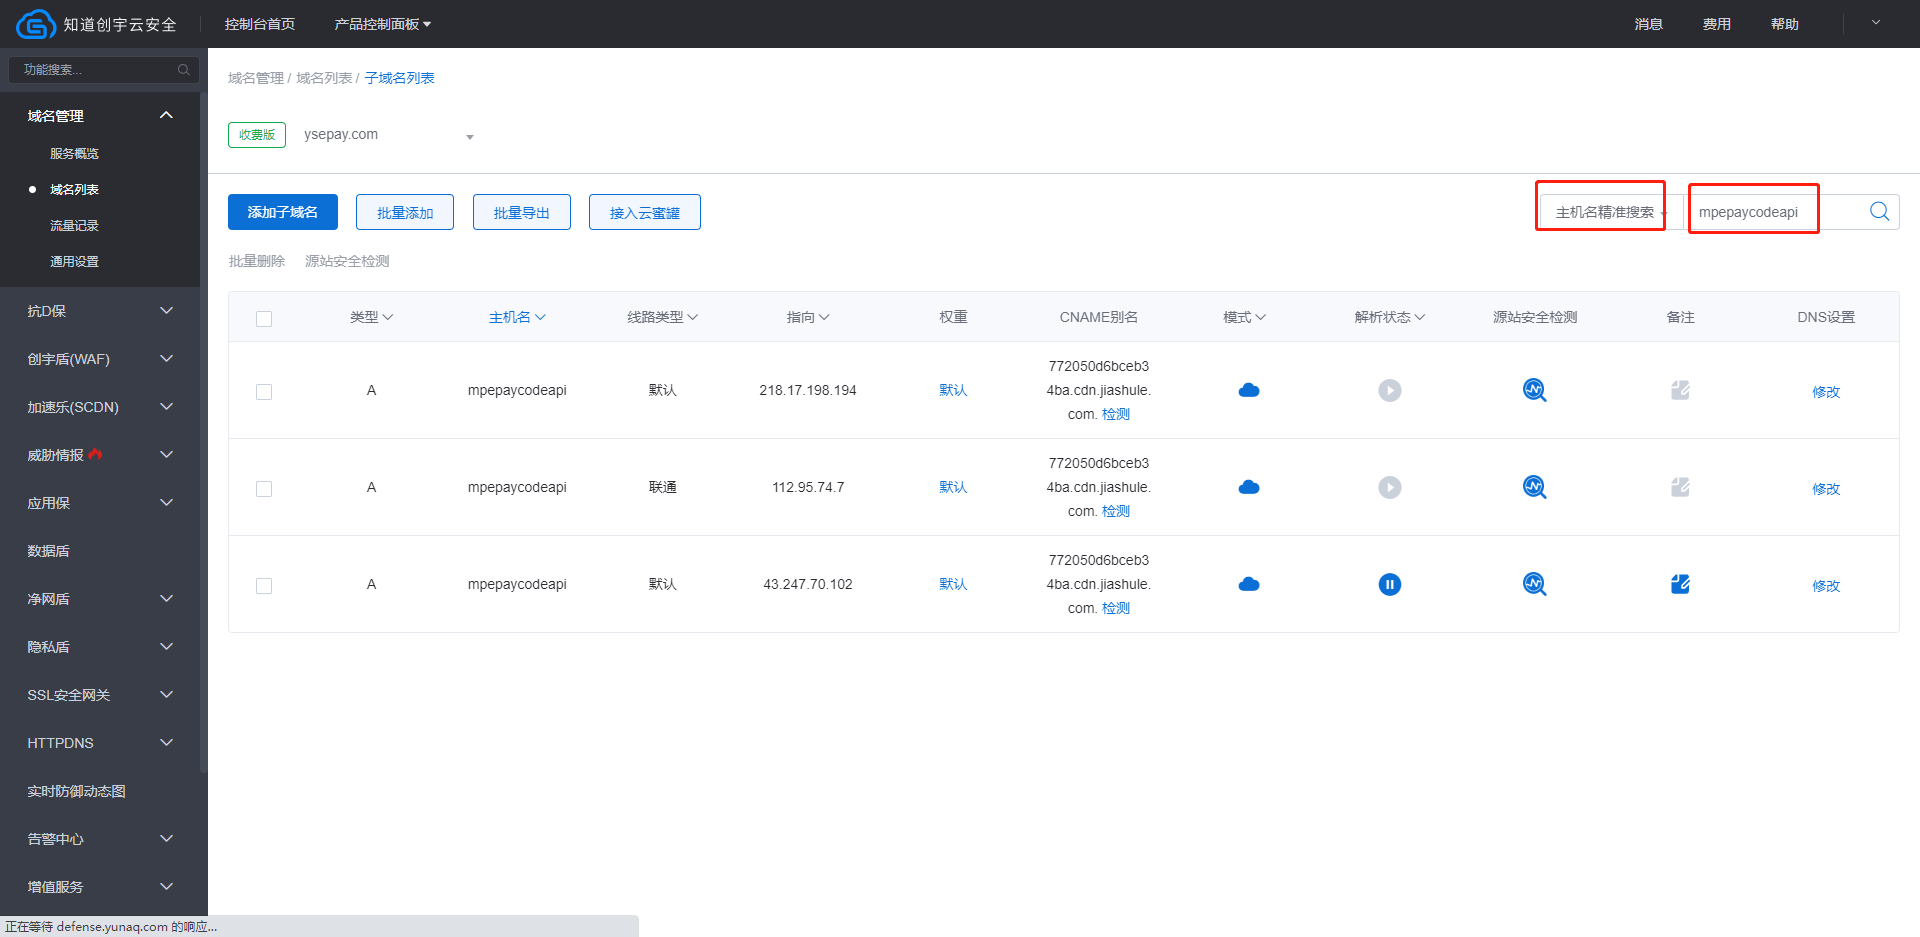 知道创宇云安全
控制台首页
产品控制面板
消息
费用
帮助
功能搜索...
域名管理
服务概览
域名列表
流量记录
通用设置
抗D保
创宇盾(WAF)
加速乐(SCDN)
威胁情报
应用保
数据盾
净网盾
隐私盾
SSL安全网关
HTTPDNS
实时防御动态图
告警中心
增值服务
域名管理 / 域名列表 / 子域名列表
收费版 ysepay.com
添加子域名 批量添加 批量导出 接入云蜜罐 主机名精准搜索 mpepaycodeapi
批量删除 源站安全检测
类型 主机名 线路类型 指向 权重 CNAME别名 模式 解析状态 源站安全检测 备注 DNS设置
A mpepaycodeapi 默认 218.17.198.194 默认
772050d6bceb3
4ba.cdn.jiashule.
com. 检测
修改
A mpepaycodeapi 联通 112.95.74.7 默认
772050d6bceb3
4ba.cdn.jiashule.
com. 检测
修改
A mpepaycodeapi 默认 43.247.70.102 默认
772050d6bceb3
4ba.cdn.jiashule.
com. 检测
修改
正在等待 defense.yunaq.com 的响应...